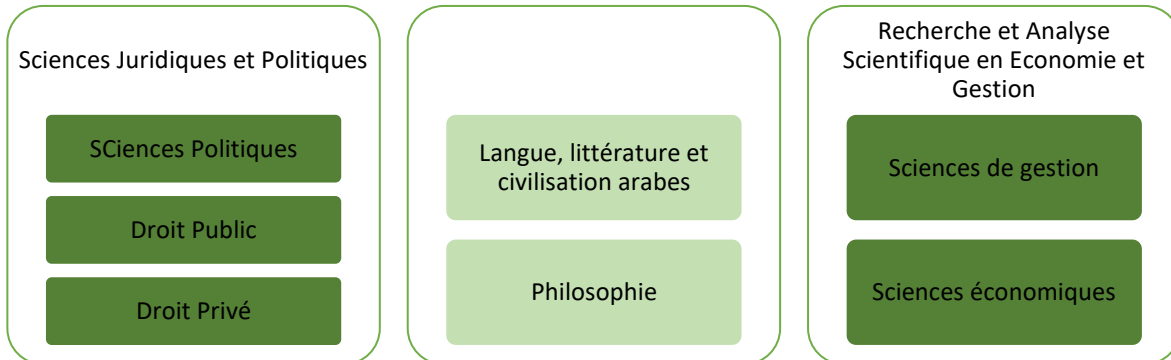 Sciences Juridiques et Politiques
SCiences Politiques
Droit Public
Droit Privé
Langue, littérature et
civilisation arabes
Philosophie
Recherche et Analyse
Scientifique en Economie et
Gestion
Sciences de gestion
Sciences économiques